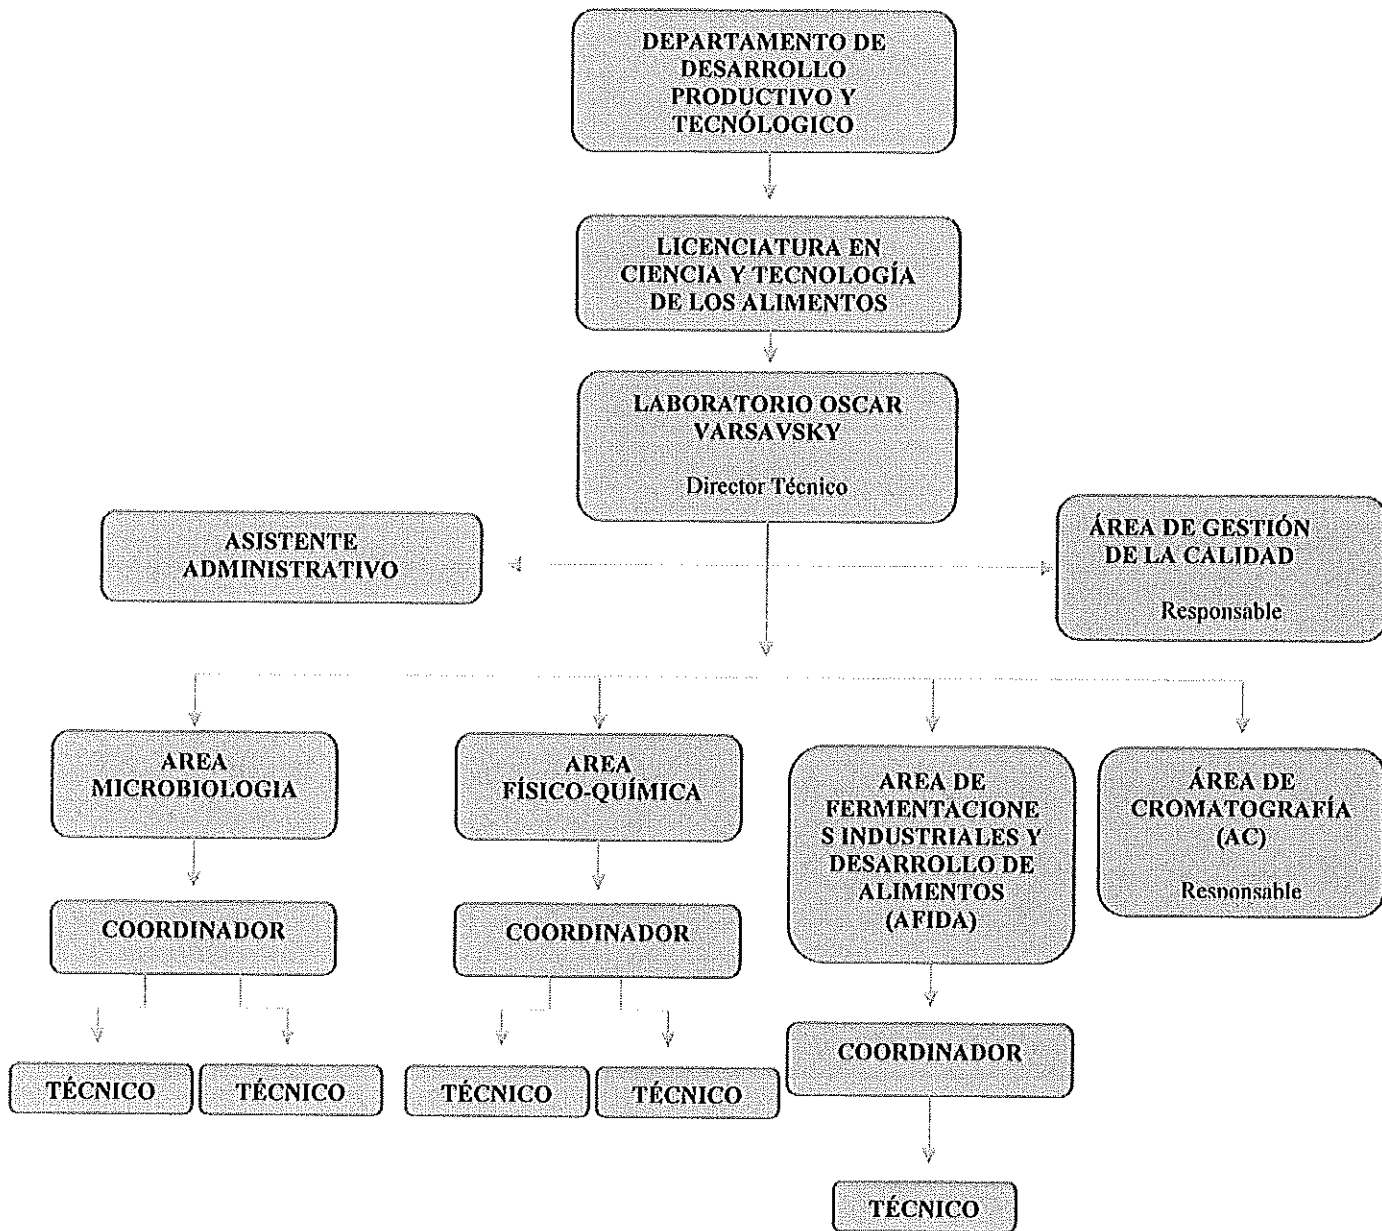 DEPARTAMENTO DE
DESARROLLO
PRODUCTIVO Y
TECNÓLOGICO
LICENCIATURA EN
CIENCIA Y TECNOLOGÍA
DE LOS ALIMENTOS
LABORATORIO OSCAR
VARSAVSKY
Director Técnico
ASISTENTE
ADMINISTRATIVO
ÁREA DE GESTIÓN
DE LA CALIDAD
Responsable
AREA
MICROBIOLOGIA
AREA
FÍSICO-QUÍMICA
AREA DE
FERMENTACIONE
S INDUSTRIALES Y
DESARROLLO DE
ALIMENTOS
(AFIDA)
ÁREA DE
CROMATOGRAFÍA
(AC)
Responsable
COORDINADOR
COORDINADOR
COORDINADOR
TÉCNICO
TÉCNICO
TÉCNICO
TÉCNICO
TÉCNICO